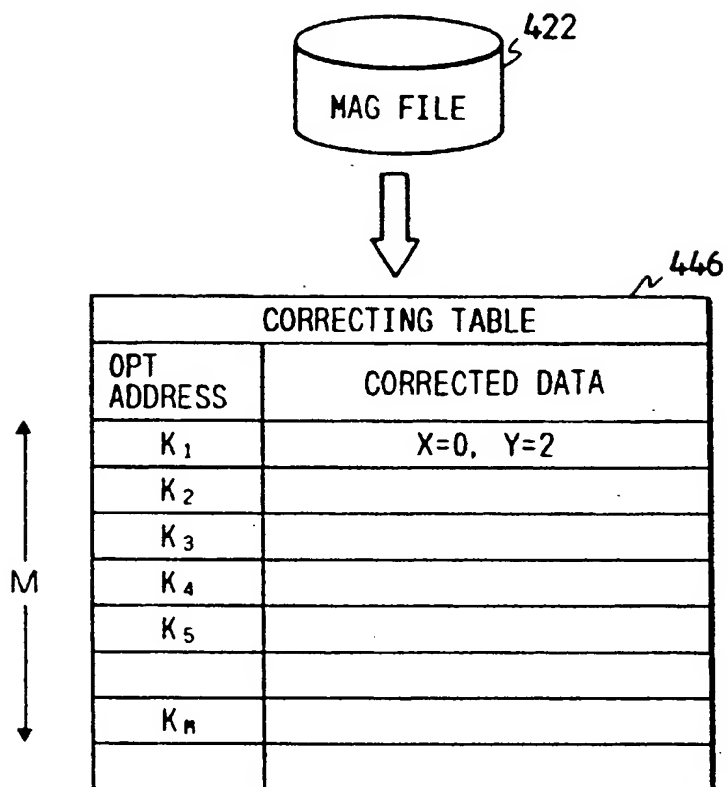 422
MAG FILE
446
CORRECTING TABLE
OPT ADDRESS
CORRECTED DATA
K₁ X=0, Y=2
K₂
K₃
K₄
K₅
M
Kₘ